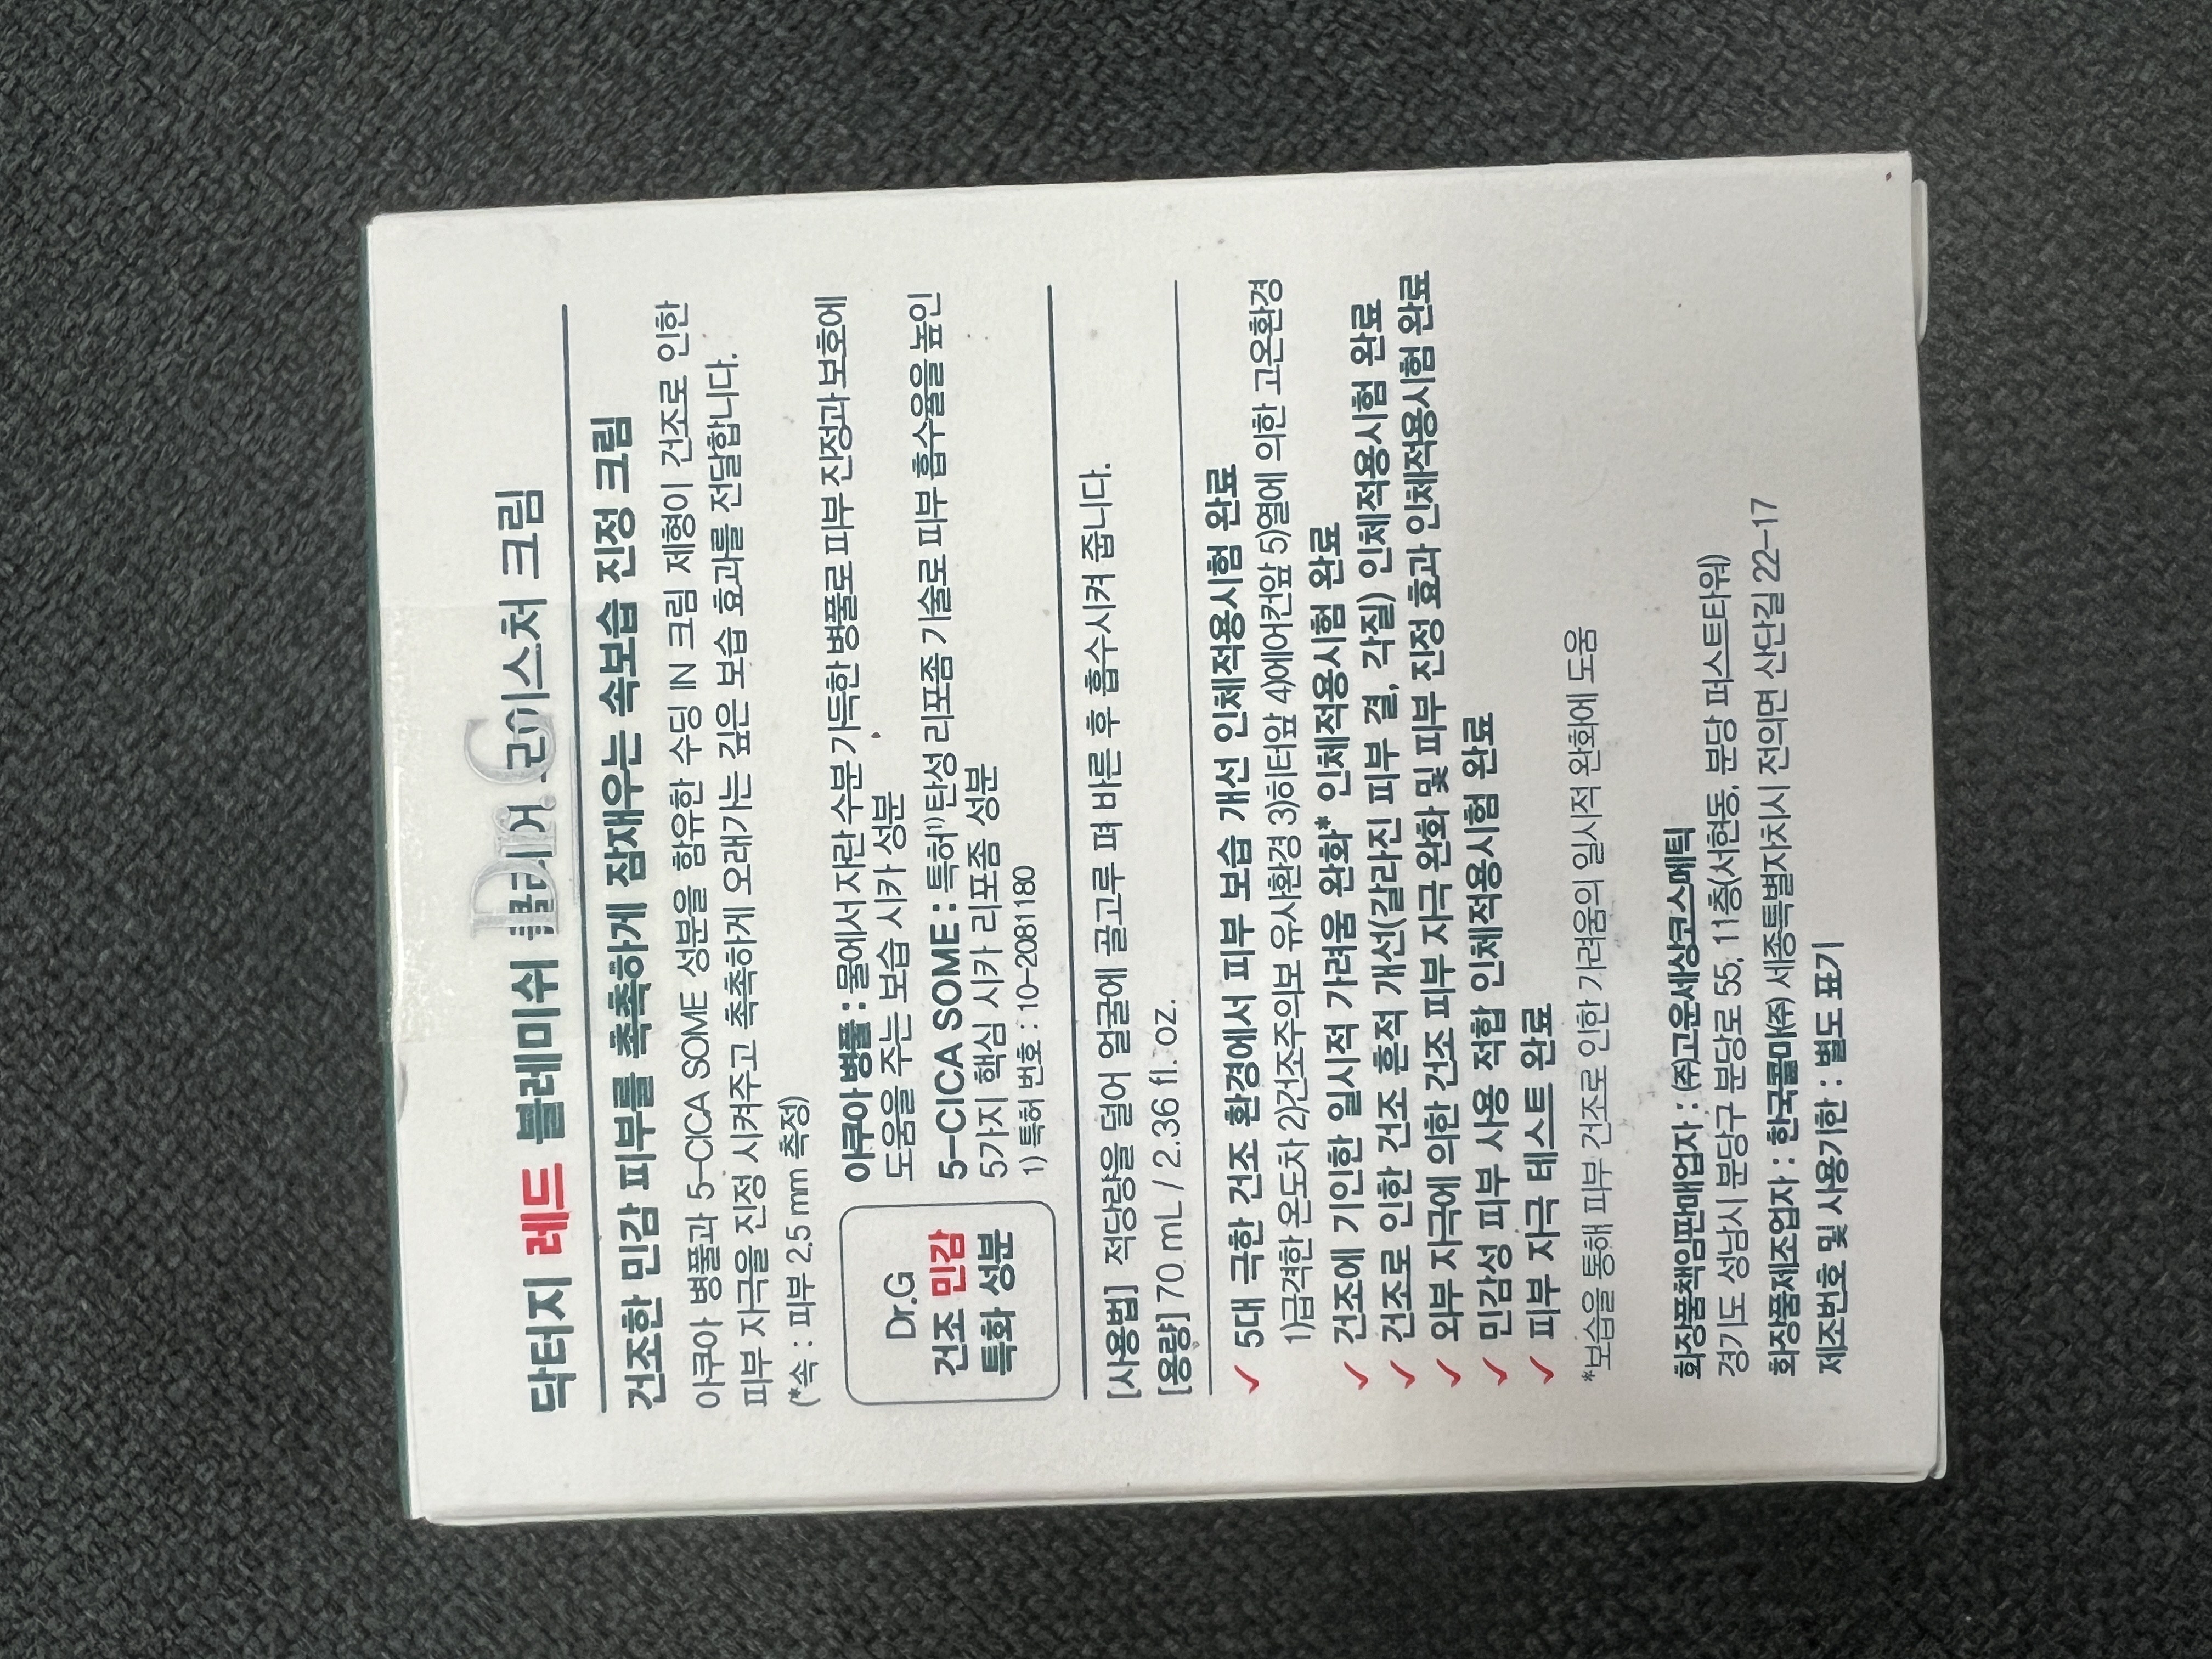 닥터지 레드 블레미쉬 클리어 모이스처 크림
Dr.G
건조한 민감 피부를 촉촉하게 잠재우는 속보습 진정 크림
아쿠아 병풀과 5-CICA SOME 성분을 함유한 수딩 IN 크림 제형이 건조로 인한
피부 자극을 진정 시켜주고 촉촉하게 오래가는 깊은 보습 효과를 전달합니다.
(*속 : 피부 2.5 mm 측정)
Dr.G
건조 민감
특화 성분
아쿠아 병풀 : 물에서 자란 수분 가득한 병풀로 피부 진정과 보호에
도움을 주는 보습 시카 성분
5-CICA SOME : 특허¹⁾탄성 리포좀 기술로 피부 흡수율을 높인
5가지 핵심 시카 리포좀 성분
1) 특허 번호 : 10-2081180
[사용법] 적당량을 덜어 얼굴에 골고루 펴 바른 후 흡수시켜 줍니다.
[용량] 70 mL / 2.36 fl. oz.
✓ 5대 극한 건조 환경에서 피부 보습 개선 인체적용시험 완료
1)급격한 온도차 2)건조주의보 유사환경 3)히터앞 4)에어컨앞 5)열에 의한 고온환경
✓ 건조에 기인한 일시적 가려움 완화* 인체적용시험 완료
✓ 건조로 인한 건조 흔적 개선(갈라진 피부 결, 각질) 인체적용시험 완료
✓ 외부 자극에 의한 건조 피부 자극 완화 및 피부 진정 효과 인체적용시험 완료
✓ 민감성 피부 사용 적합 인체적용시험 완료
✓ 피부 자극 테스트 완료
*보습을 통해 피부 건조로 인한 가려움의 일시적 완화에 도움
화장품책임판매업자 : (주)고운세상코스메틱
경기도 성남시 분당구 분당로 55, 11층(서현동, 분당 퍼스트타워)
화장품제조업자 : 한국콜마(주) 세종특별자치시 전의면 산단길 22-17
제조번호 및 사용기한 : 별도 표기